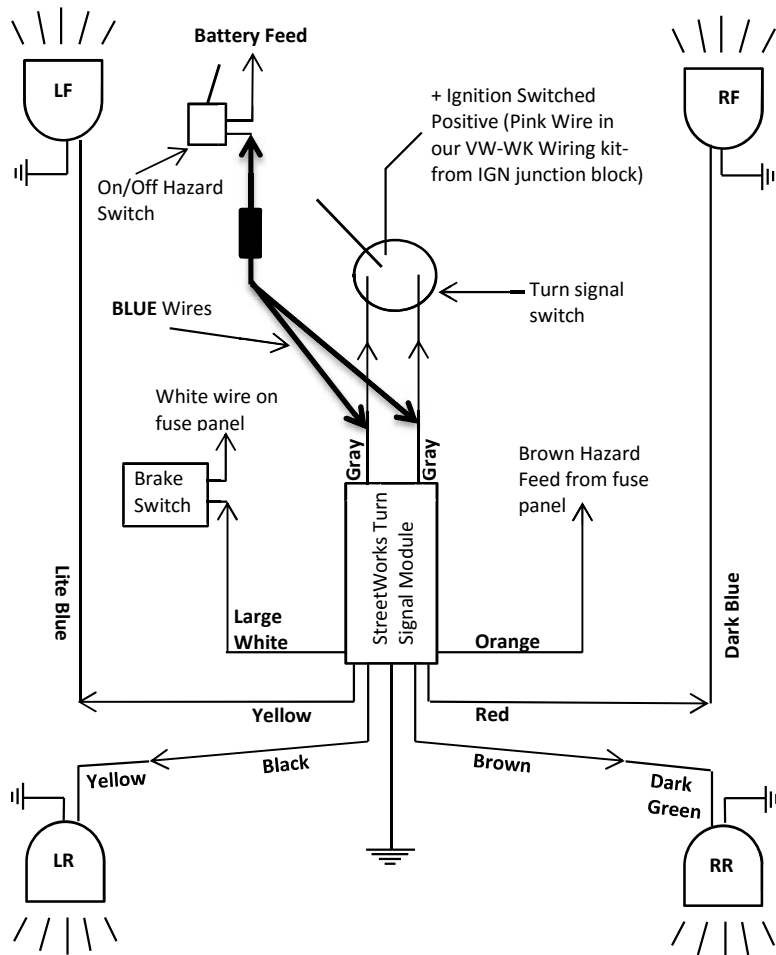 Battery Feed
LF
RF
+ Ignition Switched
Positive (Pink Wire in
our VW-WK Wiring kit-
from IGN junction block)
On/Off Hazard
Switch
Turn signal
switch
BLUE Wires
White wire on
fuse panel
Gray
Gray
Brown Hazard
Feed from fuse
panel
Brake
Switch
StreetWorks Turn
Signal Module
Lite Blue
Dark Blue
Large
White
Orange
Yellow
Red
Yellow
Black
Brown
Dark
Green
LR
RR